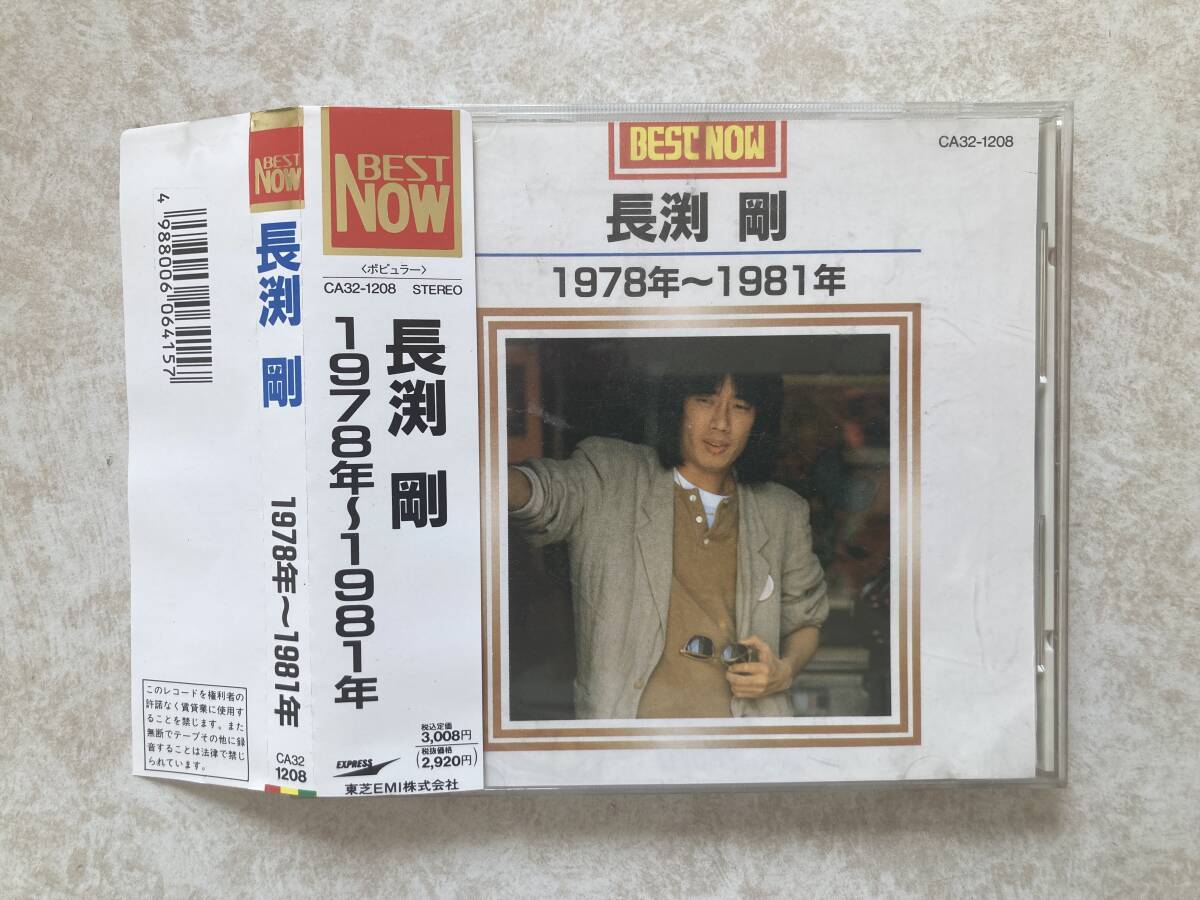 4 988006 064157
このレコードを権利者の
許諾なく賃貸業に使用す
ることを禁じます。また
無断でテープその他に録
音することは法律で禁じ
られています。
BEST
NOW
長渕 剛
1978年〜1981年
CA32
1208
BEST
NOW
〈ポピュラー〉
CA32-1208 STEREO
長渕 剛
1978年〜1981年
税込定価
3,008円
税抜価格
(2,920円)
EXPRESS
東芝EMI株式会社
BEST NOW
CA32-1208
長渕 剛
1978年〜1981年